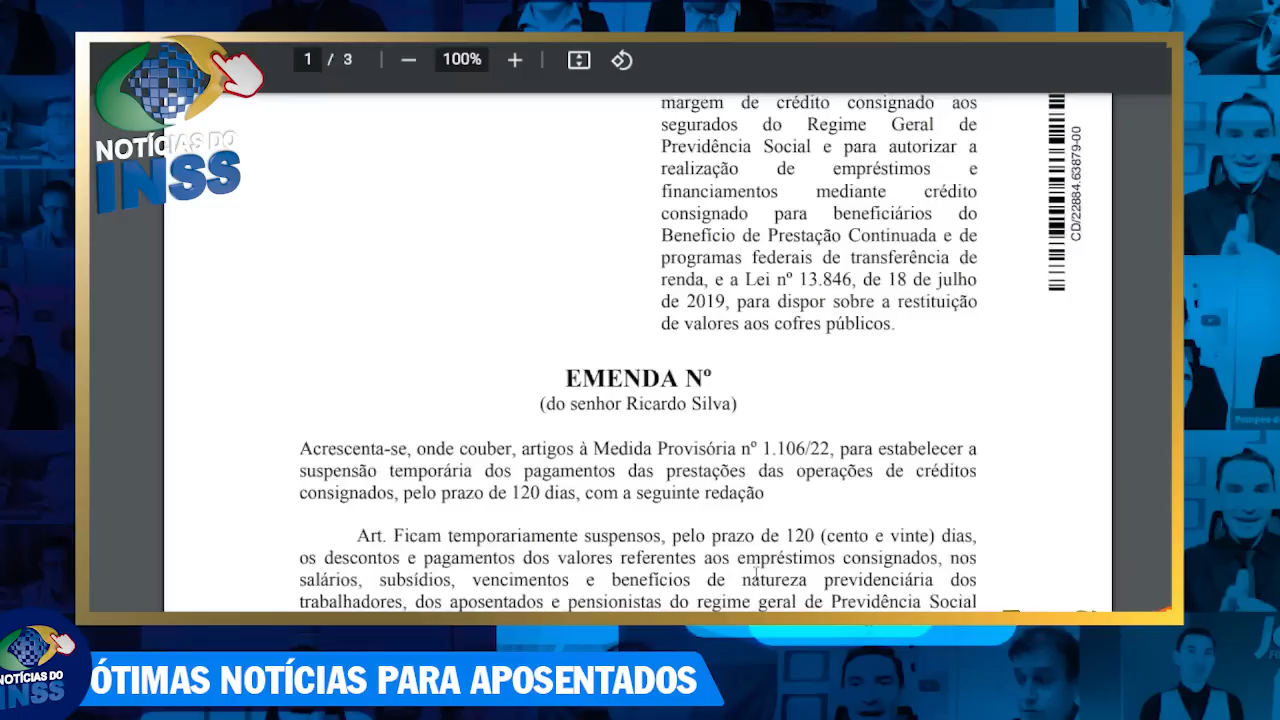 1 / 3
100%
NOTÍCIAS DO
INSS
margem de crédito consignado aos
segurados do Regime Geral de
Previdência Social e para autorizar a
realização de empréstimos e
financiamentos mediante crédito
consignado para beneficiários do
Benefício de Prestação Continuada e de
programas federais de transferência de
renda, e a Lei nº 13.846, de 18 de julho
de 2019, para dispor sobre a restituição
de valores aos cofres públicos.
CD/22884.63879-00
EMENDA Nº
(do senhor Ricardo Silva)
Acrescenta-se, onde couber, artigos à Medida Provisória nº 1.106/22, para estabelecer a
suspensão temporária dos pagamentos das prestações das operações de créditos
consignados, pelo prazo de 120 dias, com a seguinte redação
Art. Ficam temporariamente suspensos, pelo prazo de 120 (cento e vinte) dias,
os descontos e pagamentos dos valores referentes aos empréstimos consignados, nos
salários, subsídios, vencimentos e benefícios de natureza previdenciária dos
trabalhadores, dos aposentados e pensionistas do regime geral de Previdência Social
NOTÍCIAS DO
INSS
ÓTIMAS NOTÍCIAS PARA APOSENTADOS